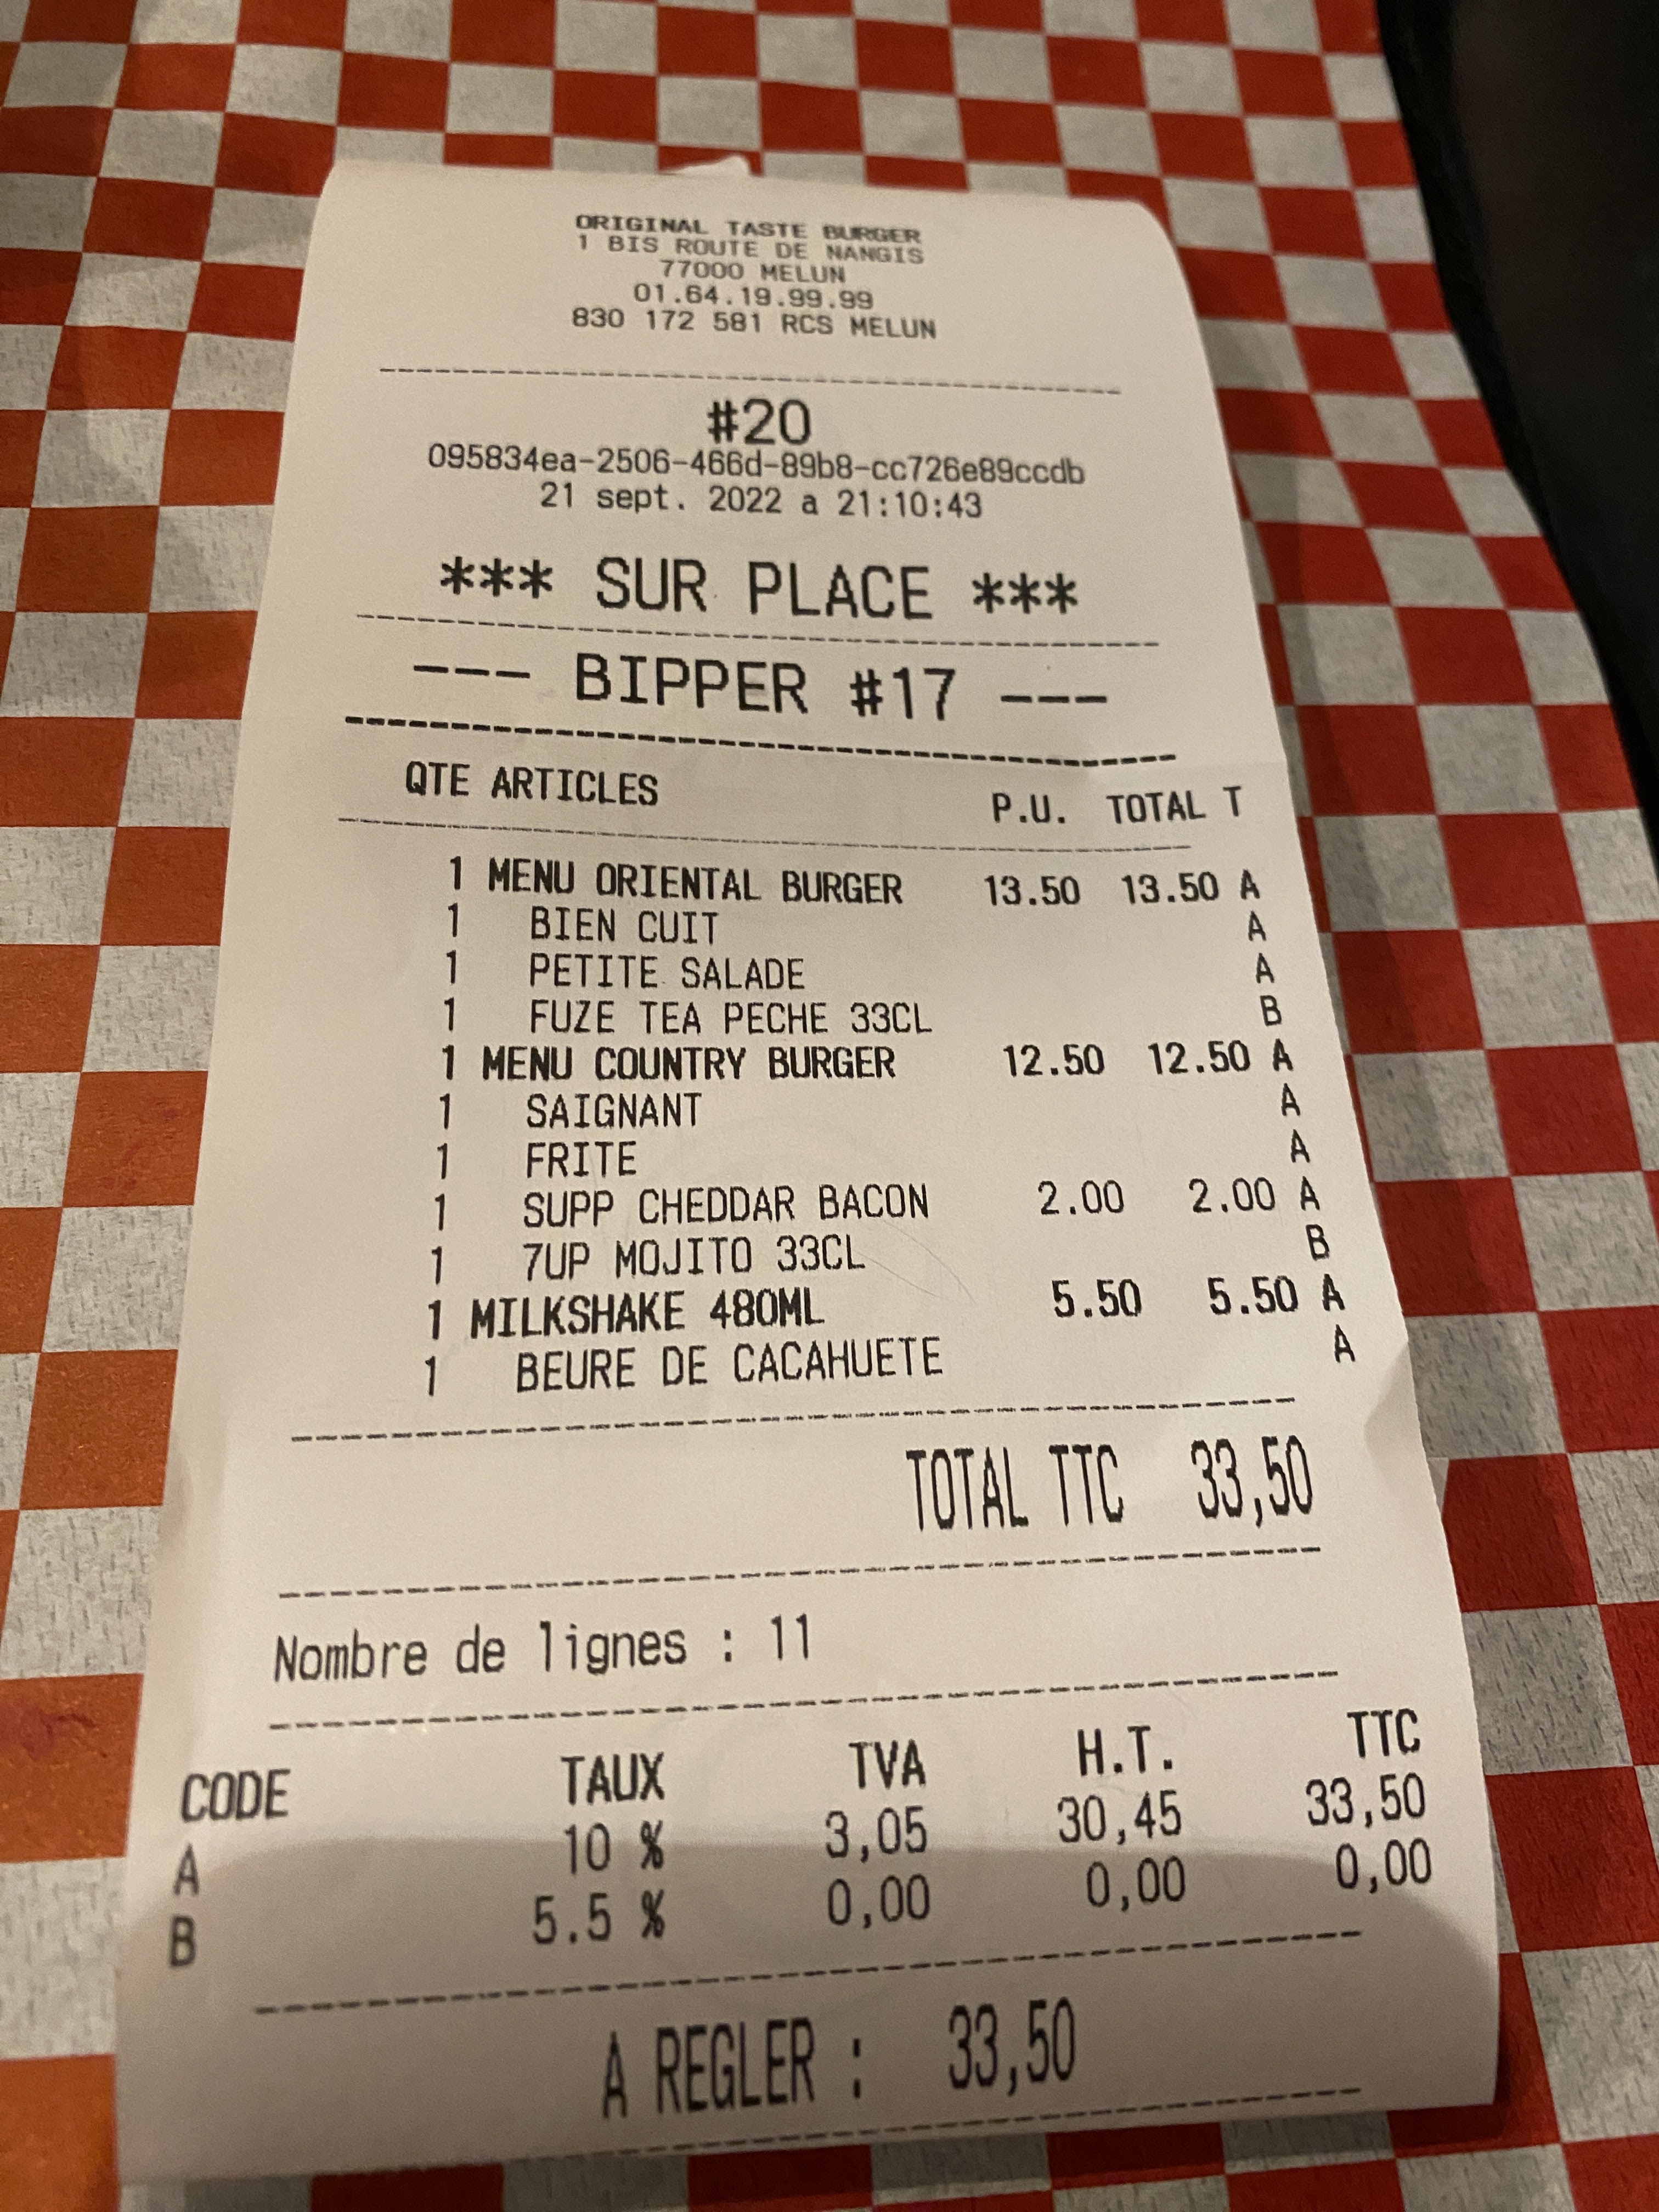 ORIGINAL TASTE BURGER
1 BIS ROUTE DE NANGIS
77000 MELUN
01.64.19.99.99
830 172 581 RCS MELUN
#20
095834ea-2506-466d-89b8-cc726e89ccdb
21 sept. 2022 a 21:10:43
*** SUR PLACE ***
--- BIPPER #17 ---
QTE ARTICLES P.U. TOTAL T
1 MENU ORIENTAL BURGER 13.50 13.50 A
1 BIEN CUIT A
1 PETITE SALADE A
1 FUZE TEA PECHE 33CL B
1 MENU COUNTRY BURGER 12.50 12.50 A
1 SAIGNANT A
1 FRITE A
1 SUPP CHEDDAR BACON 2.00 2.00 A
1 7UP MOJITO 33CL B
1 MILKSHAKE 480ML 5.50 5.50 A
1 BEURE DE CACAHUETE A
TOTAL TTC 33,50
Nombre de lignes : 11
CODE TAUX TVA H.T. TTC
A 10 % 3,05 30,45 33,50
B 5.5 % 0,00 0,00 0,00
A REGLER : 33,50